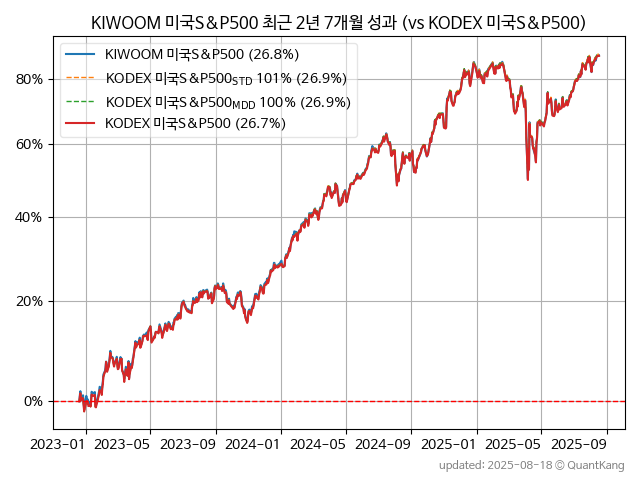 KIWOOM 미국S&P500 최근 2년 7개월 성과 (vs KODEX 미국S&P500)
KIWOOM 미국S&P500 (26.8%)
KODEX 미국S&P500STD 101% (26.9%)
KODEX 미국S&P500MDD 100% (26.9%)
KODEX 미국S&P500 (26.7%)
80%
60%
40%
20%
0%
2023-01 2023-05 2023-09 2024-01 2024-05 2024-09 2025-01 2025-05 2025-09
updated: 2025-08-18 © QuantKang